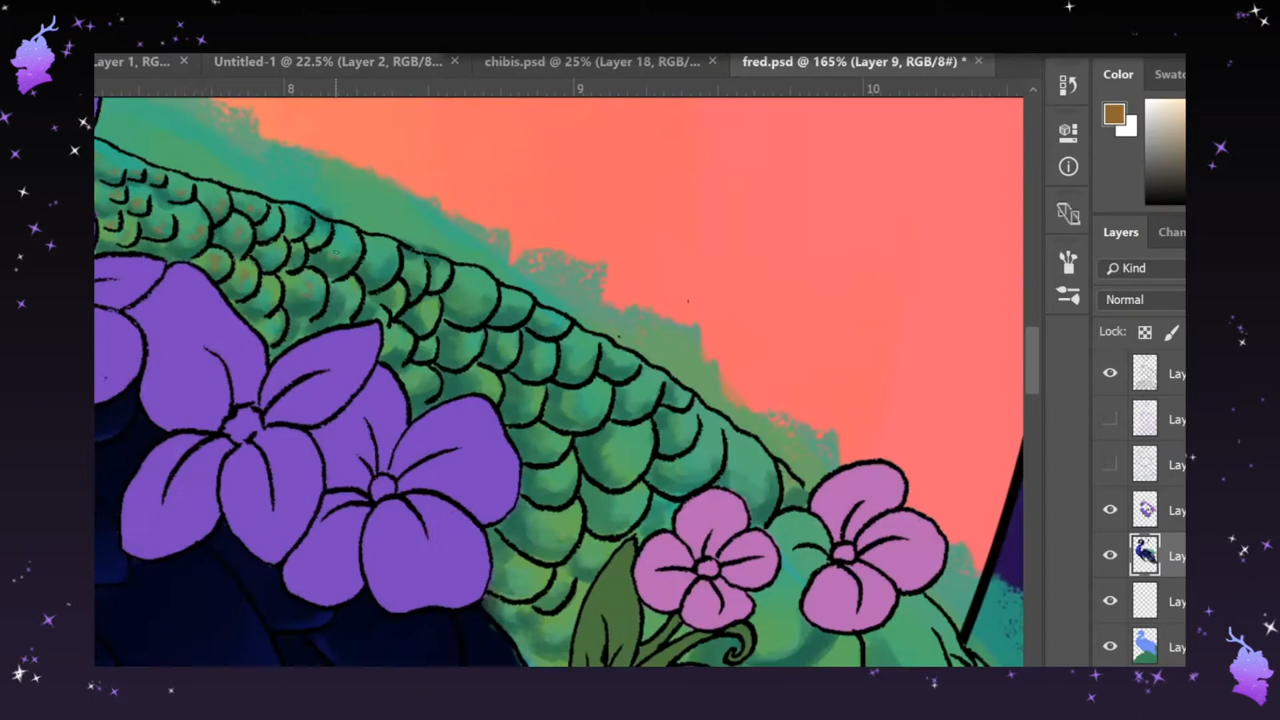 Layer 1, RG... × Untitled-1 @ 22.5% (Layer 2, RGB/8... × chibis.psd @ 25% (Layer 18, RGB/... × fred.psd @ 165% (Layer 9, RGB/8#) * ×
8 9 10
Color Swatc
Layers Chan
Kind
Normal
Lock:
Lay
Lay
Lay
Lay
Lay
Lay
Lay